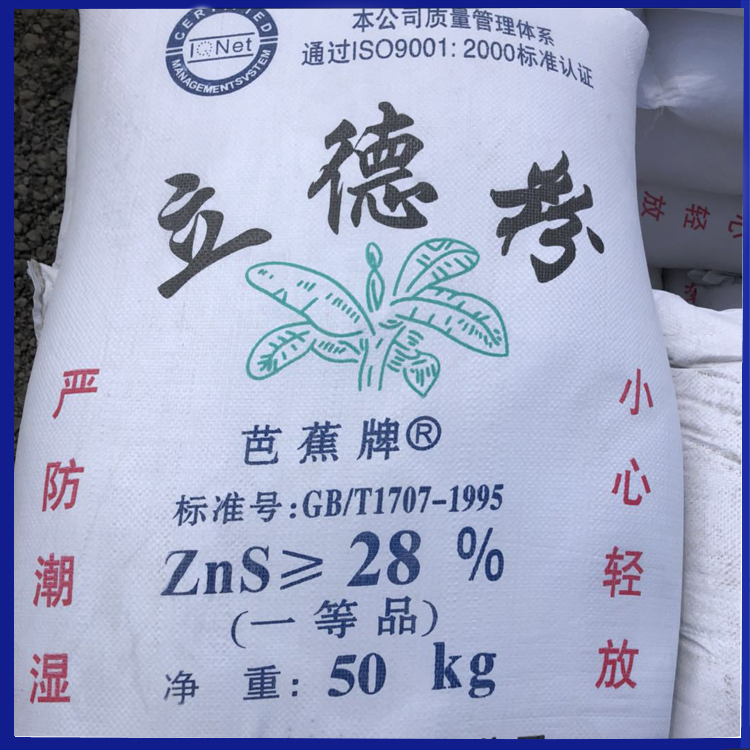 CERTIFIED
IQNet
MANAGEMENT SYSTEM
本公司质量管理体系
通过ISO9001:2000标准认证
立德粉
芭蕉牌®
标准号:GB/T1707-1995
ZnS≥28%
(一等品)
净 重:50 kg
严防潮湿
小心轻放
心轻放